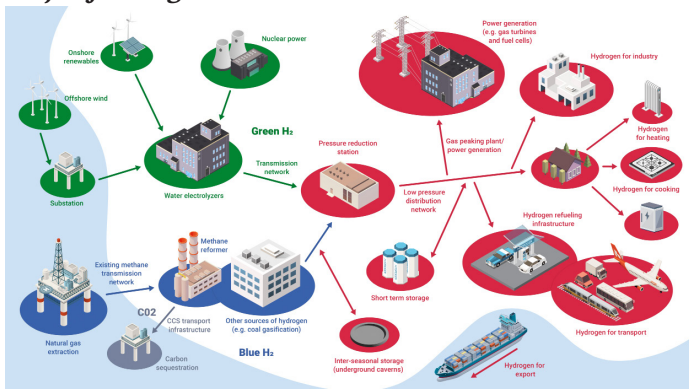 Onshore
renewables
Nuclear power
Power generation
(e.g. gas turbines
and fuel cells)
Hydrogen for industry
Offshore wind
Hydrogen
for heating
Green H₂
Pressure reduction
station
Gas peaking plant/
power generation
Transmission
network
Substation
Water electrolyzers
Low pressure
distribution
network
Hydrogen for cooking
Hydrogen refueling
infrastructure
Methane
reformer
Existing methane
transmission
network
Short term storage
CO2
CCS transport
infrastructure
Other sources of hydrogen
(e.g. coal gasification)
Natural gas
extraction
Blue H₂
Carbon
sequestration
Inter-seasonal storage
(underground caverns)
Hydrogen for transport
Hydrogen for
export